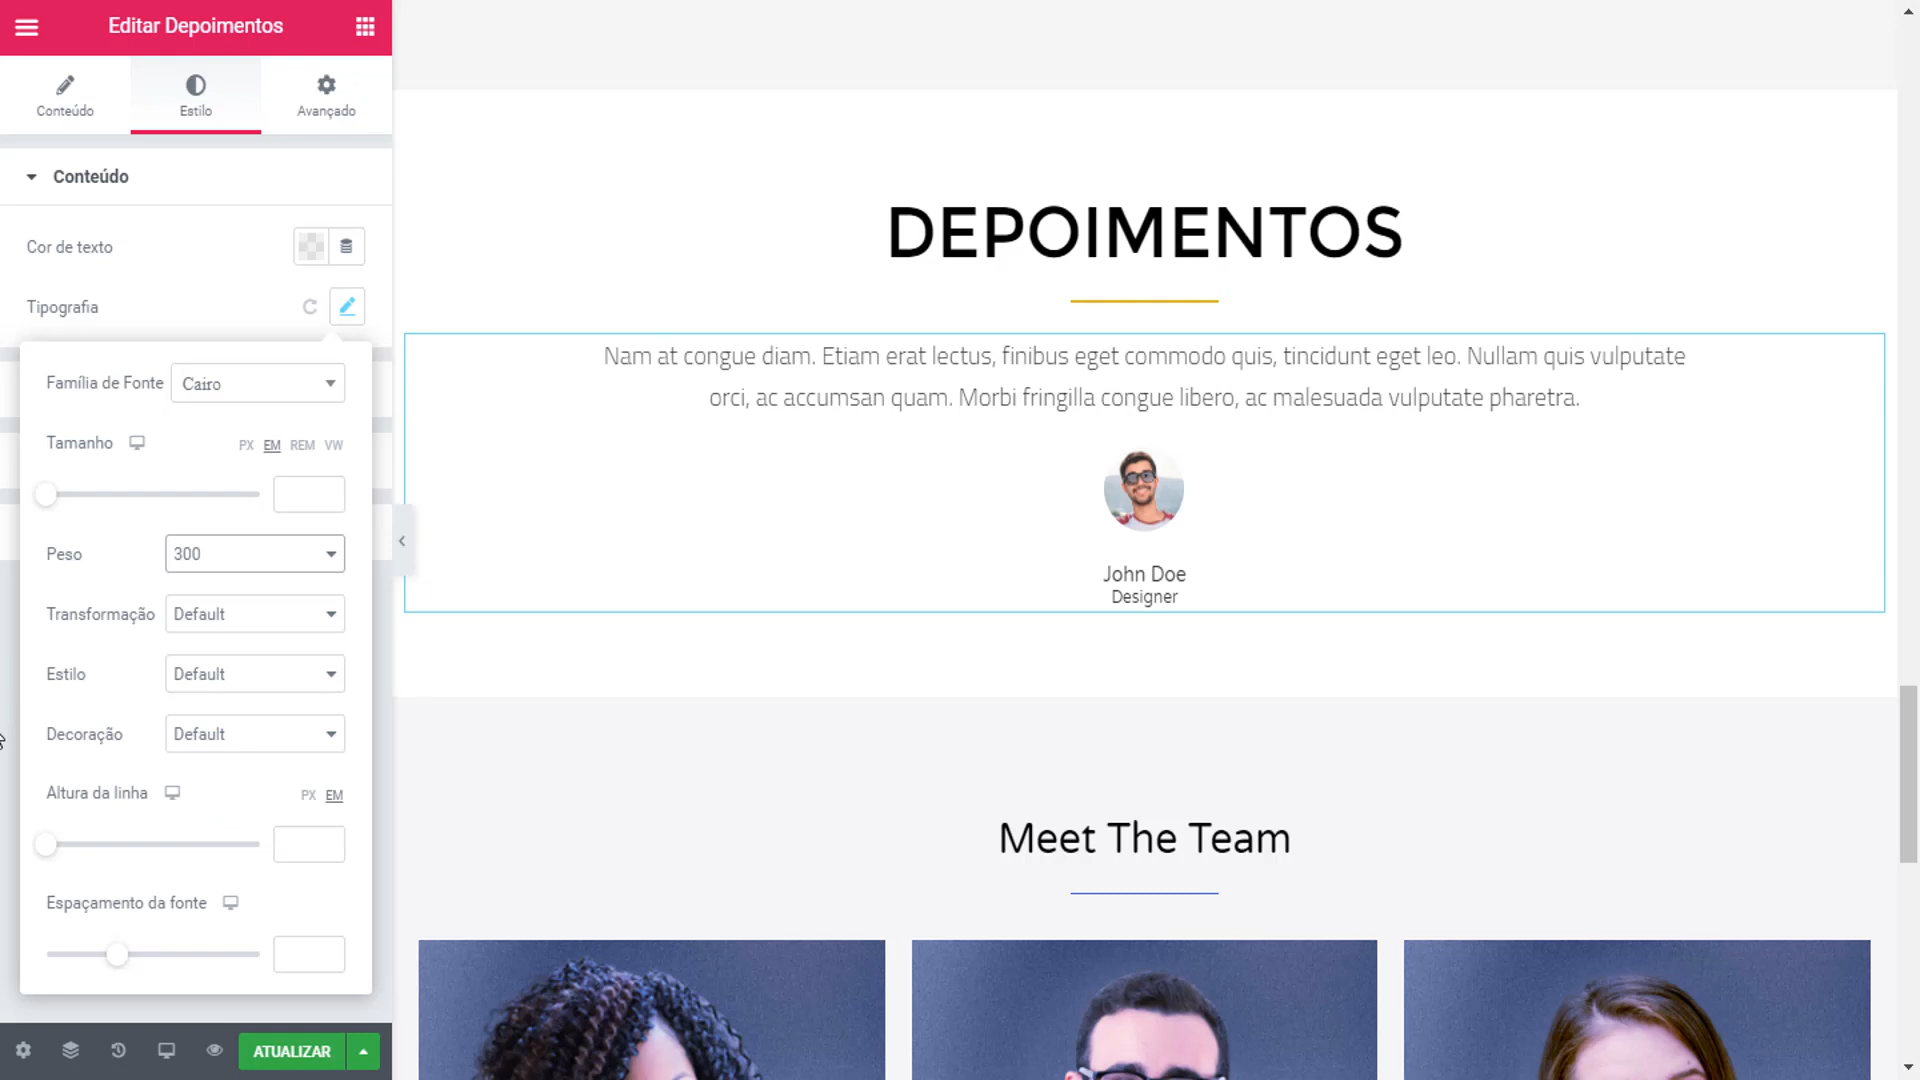 Editar Depoimentos
Conteúdo
Estilo
Avançado
Conteúdo
Cor de texto
Tipografia
Família de Fonte
Cairo
Tamanho
PX EM REM VW
Peso
300
Transformação
Default
Estilo
Default
Decoração
Default
Altura da linha
PX EM
Espaçamento da fonte
ATUALIZAR
DEPOIMENTOS
Nam at congue diam. Etiam erat lectus, finibus eget commodo quis, tincidunt eget leo. Nullam quis vulputate
orci, ac accumsan quam. Morbi fringilla congue libero, ac malesuada vulputate pharetra.
John Doe
Designer
Meet The Team